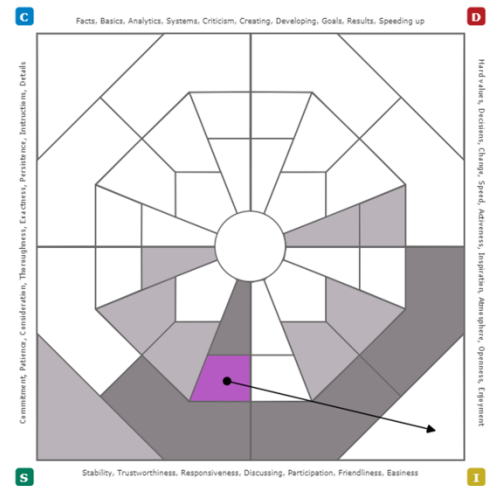 C
Facts, Basics, Analytics, Systems, Criticism, Creating, Developing, Goals, Results, Speeding up
D
Commitment, Patience, Consideration, Thoroughness, Exactness, Persistence, Instructions, Details
Hard values, Decisions, Change, Speed, Activeness, Inspiration, Atmosphere, Openness, Enjoyment
S
Stability, Trustworthiness, Responsiveness, Discussing, Participation, Friendliness, Easiness
I